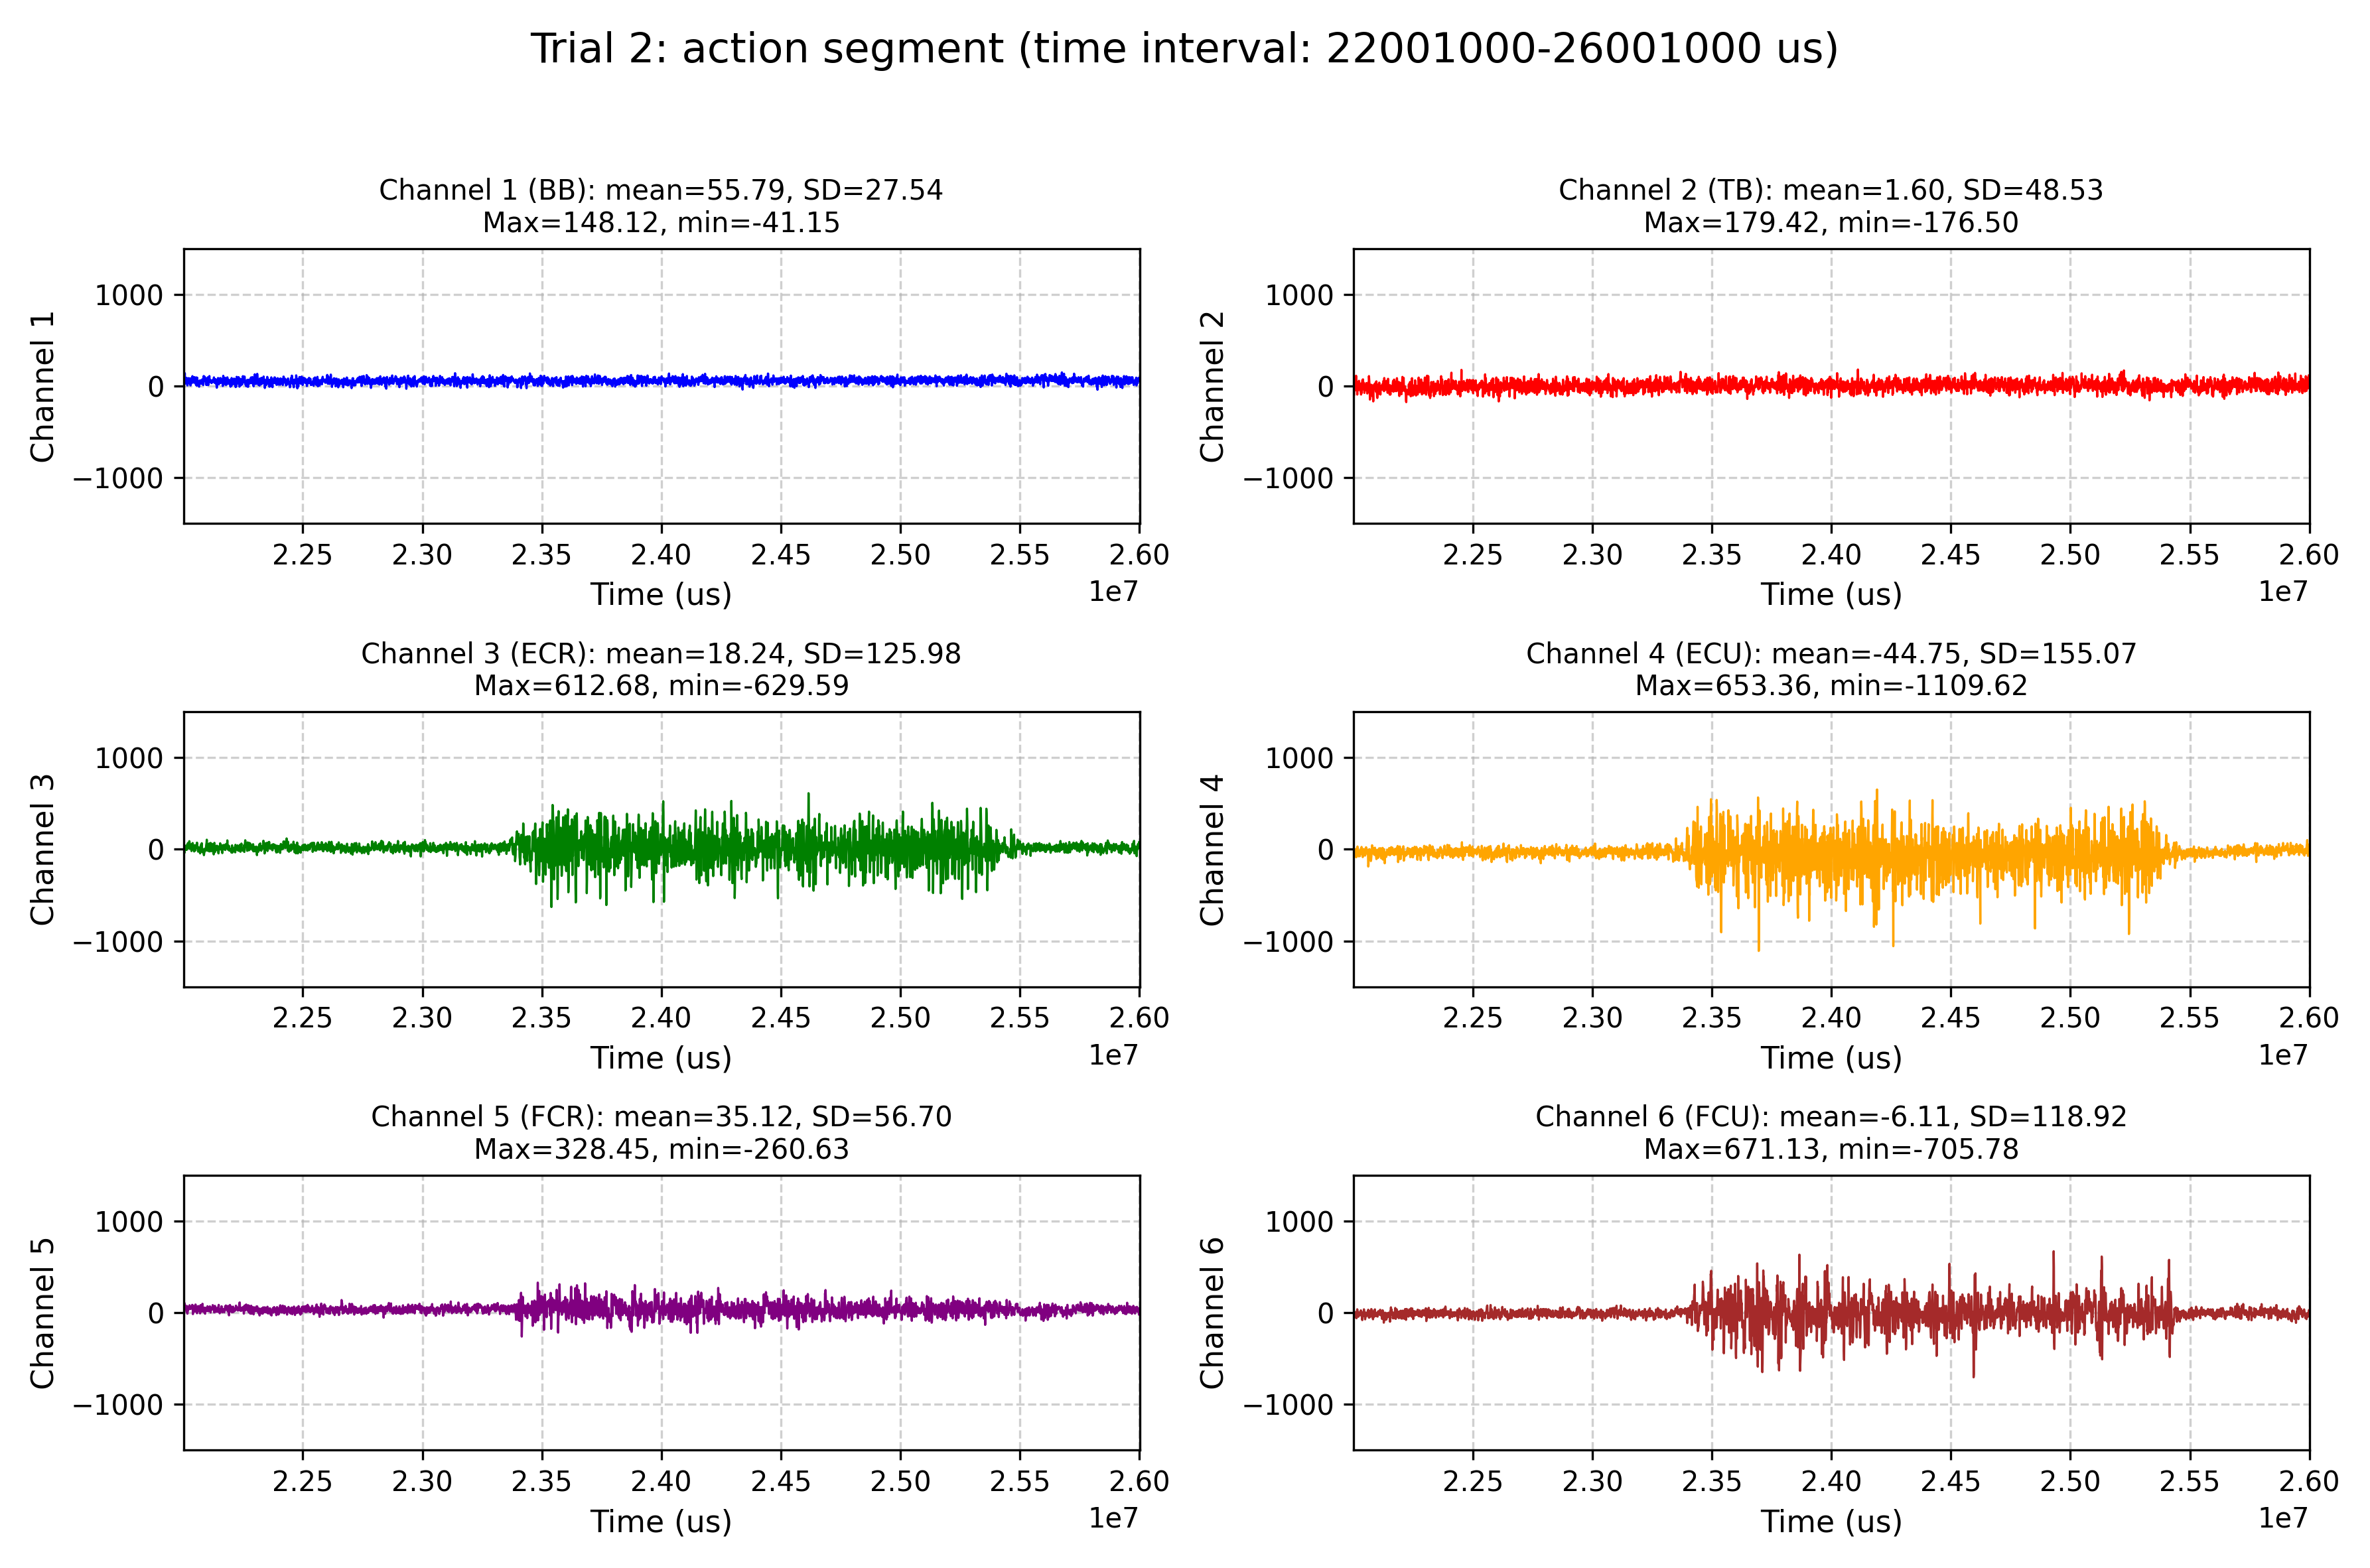 Trial 2: action segment (time interval: 22001000-26001000 us)
Channel 1 (BB): mean=55.79, SD=27.54
Max=148.12, min=-41.15
Channel 1
1000
0
−1000
2.25 2.30 2.35 2.40 2.45 2.50 2.55 2.60
Time (us)
1e7
Channel 2 (TB): mean=1.60, SD=48.53
Max=179.42, min=-176.50
Channel 2
1000
0
−1000
2.25 2.30 2.35 2.40 2.45 2.50 2.55 2.60
Time (us)
1e7
Channel 3 (ECR): mean=18.24, SD=125.98
Max=612.68, min=-629.59
Channel 3
1000
0
−1000
2.25 2.30 2.35 2.40 2.45 2.50 2.55 2.60
Time (us)
1e7
Channel 4 (ECU): mean=-44.75, SD=155.07
Max=653.36, min=-1109.62
Channel 4
1000
0
−1000
2.25 2.30 2.35 2.40 2.45 2.50 2.55 2.60
Time (us)
1e7
Channel 5 (FCR): mean=35.12, SD=56.70
Max=328.45, min=-260.63
Channel 5
1000
0
−1000
2.25 2.30 2.35 2.40 2.45 2.50 2.55 2.60
Time (us)
1e7
Channel 6 (FCU): mean=-6.11, SD=118.92
Max=671.13, min=-705.78
Channel 6
1000
0
−1000
2.25 2.30 2.35 2.40 2.45 2.50 2.55 2.60
Time (us)
1e7